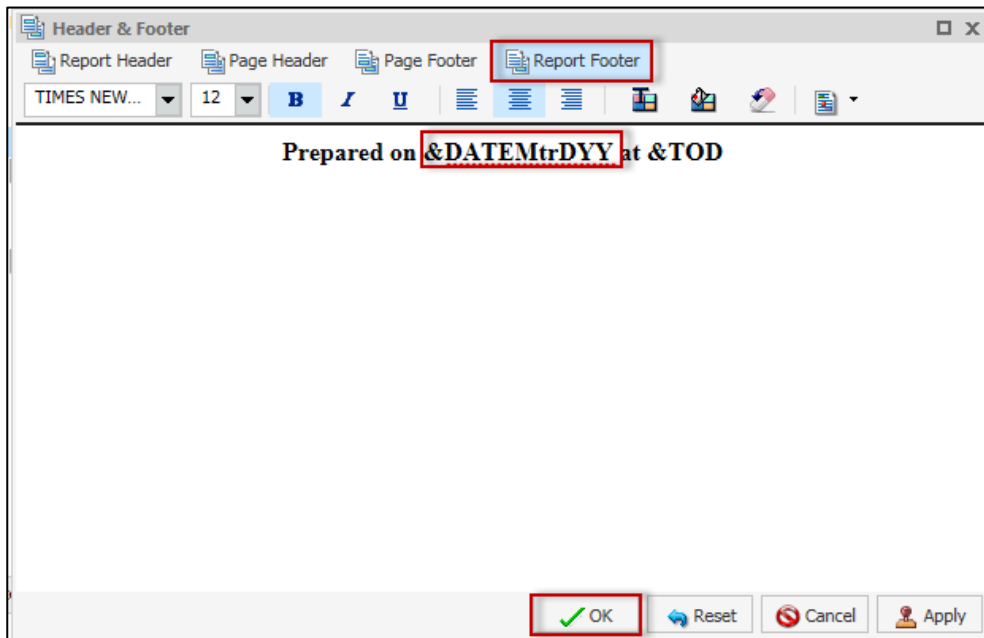 Header & Footer
Report Header Page Header Page Footer Report Footer
TIMES NEW... 12 B I U
Prepared on &DATEMtrDYY at &TOD
OK Reset Cancel Apply